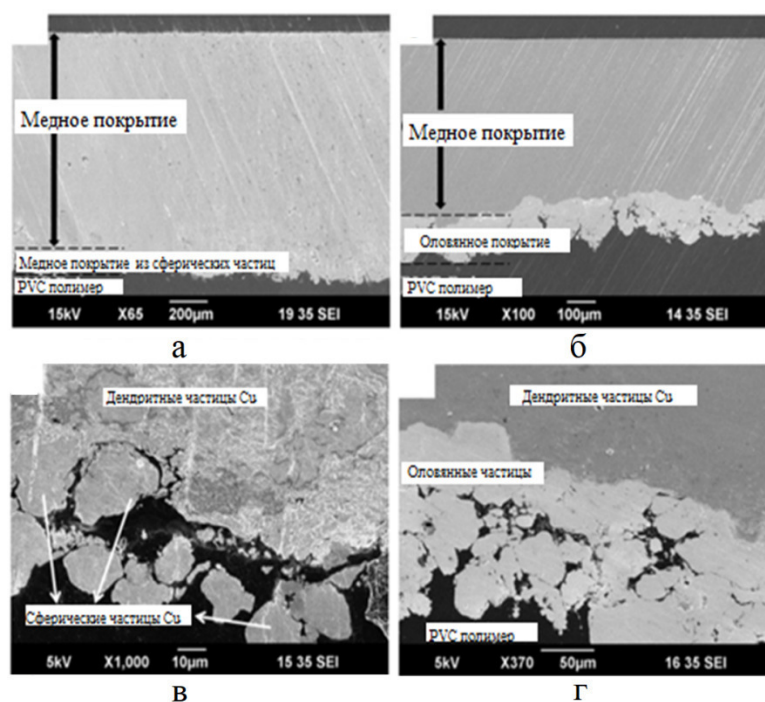 Медное покрытие
Медное покрытие из сферических частиц
PVC полимер
15kV X65 200µm 19 35 SEI
а
Медное покрытие
Оловянное покрытие
PVC полимер
15kV X100 100µm 14 35 SEI
б
Дендритные частицы Cu
Сферические частицы Cu
5kV X1,000 10µm 15 35 SEI
в
Дендритные частицы Cu
Оловянные частицы
PVC полимер
5kV X370 50µm 16 35 SEI
г